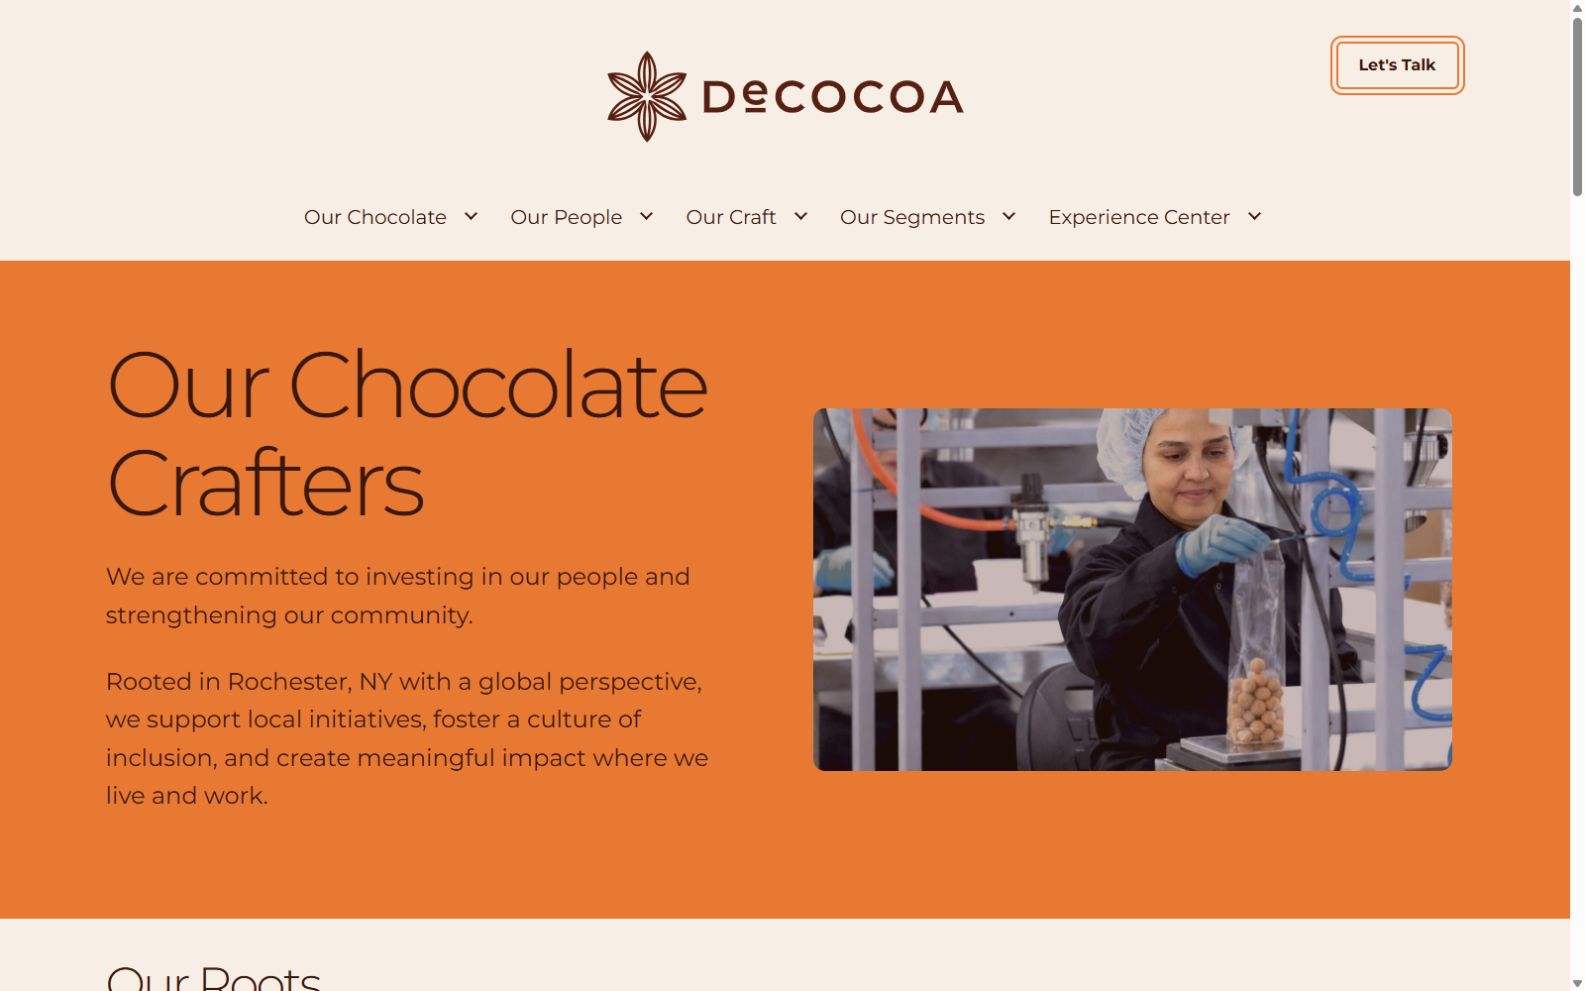 DeCOCOA
Let's Talk
Our Chocolate
Our People
Our Craft
Our Segments
Experience Center
Our Chocolate
Crafters
We are committed to investing in our people and
strengthening our community.
Rooted in Rochester, NY with a global perspective,
we support local initiatives, foster a culture of
inclusion, and create meaningful impact where we
live and work.
Our Roots